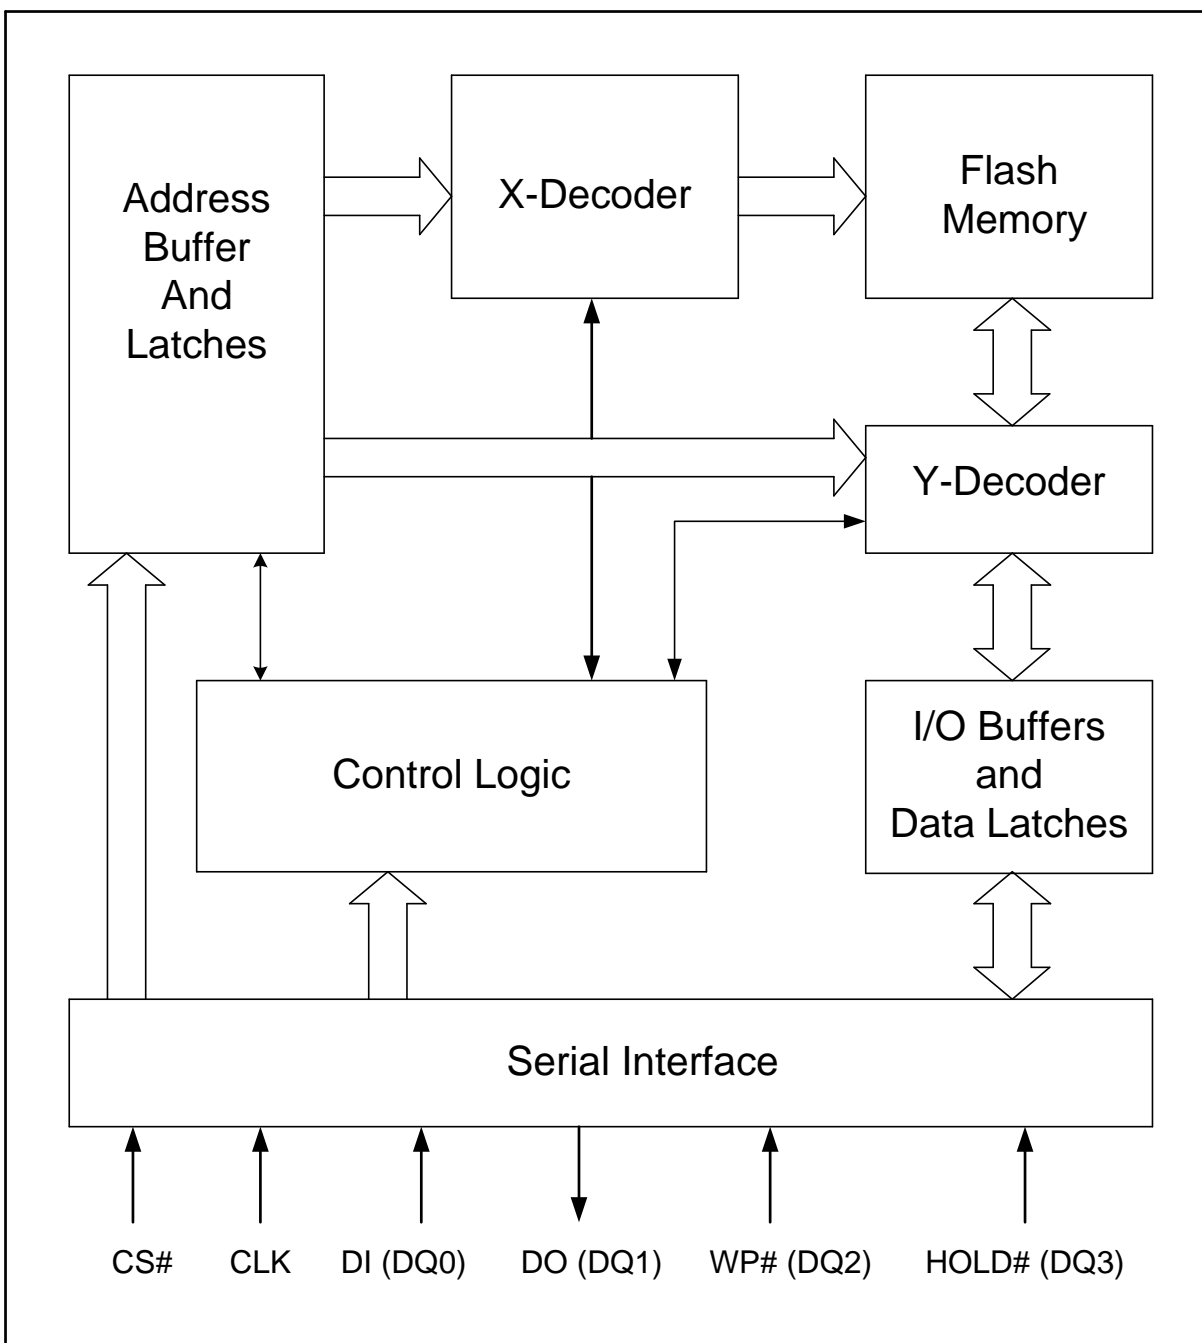 Address
Buffer
And
Latches
X-Decoder
Flash
Memory
Y-Decoder
Control Logic
I/O Buffers
and
Data Latches
Serial Interface
CS# CLK DI (DQ0) DO (DQ1) WP# (DQ2) HOLD# (DQ3)